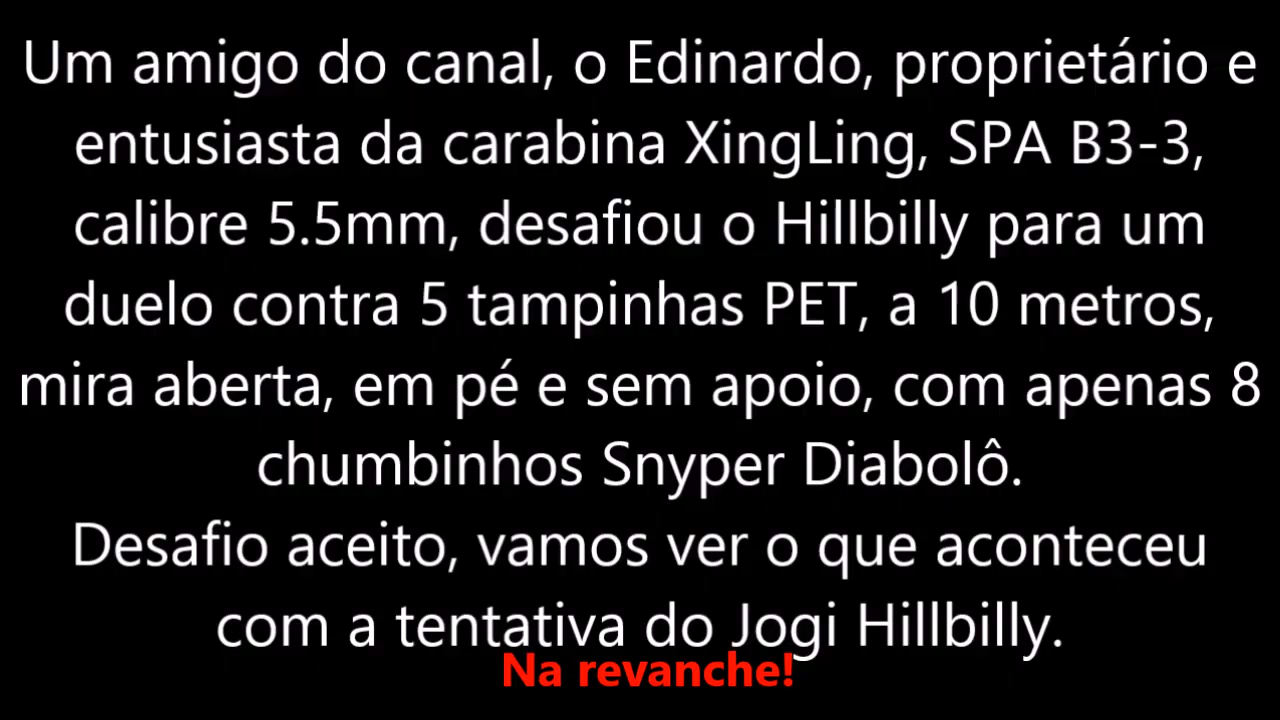 Um amigo do canal, o Edinardo, proprietário e
entusiasta da carabina XingLing, SPA B3-3,
calibre 5.5mm, desafiou o Hillbilly para um
duelo contra 5 tampinhas PET, a 10 metros,
mira aberta, em pé e sem apoio, com apenas 8
chumbinhos Snyper Diabolô.
Desafio aceito, vamos ver o que aconteceu
com a tentativa do Jogi Hillbilly.
Na revanche!